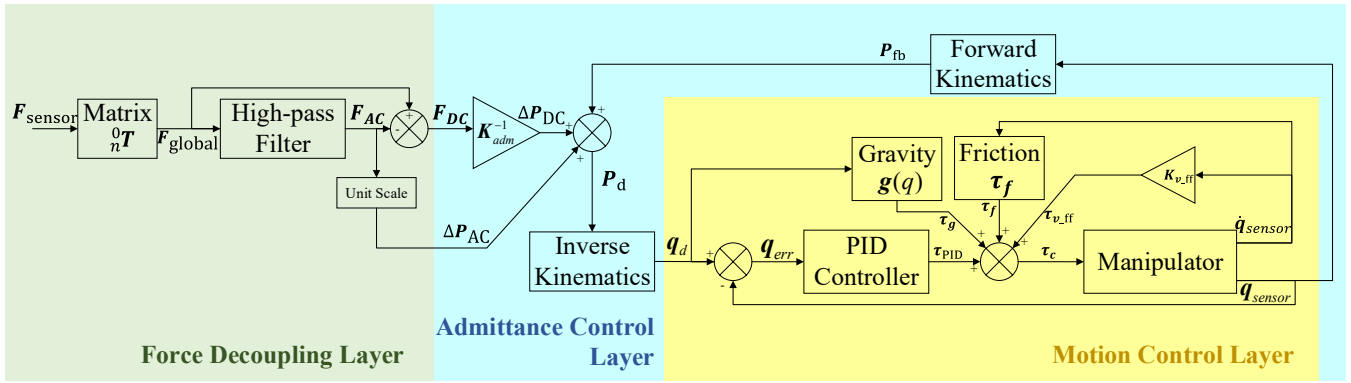 F_sensor
Matrix
⁰ₙT
F_global
High-pass
Filter
F_AC
+
-
F_DC
K⁻¹_adm
ΔP_DC
+
+
+
Unit Scale
ΔP_AC
P_d
P_fb
Forward
Kinematics
Inverse
Kinematics
q_d
+
-
q_err
Gravity
g(q)
τ_g
Friction
τ_f
τ_f
K_v_ff
τ_v_ff
PID
Controller
τ_PID
+
+
+
+
τ_c
Manipulator
q̇_sensor
q_sensor
Force Decoupling Layer
Admittance Control
Layer
Motion Control Layer